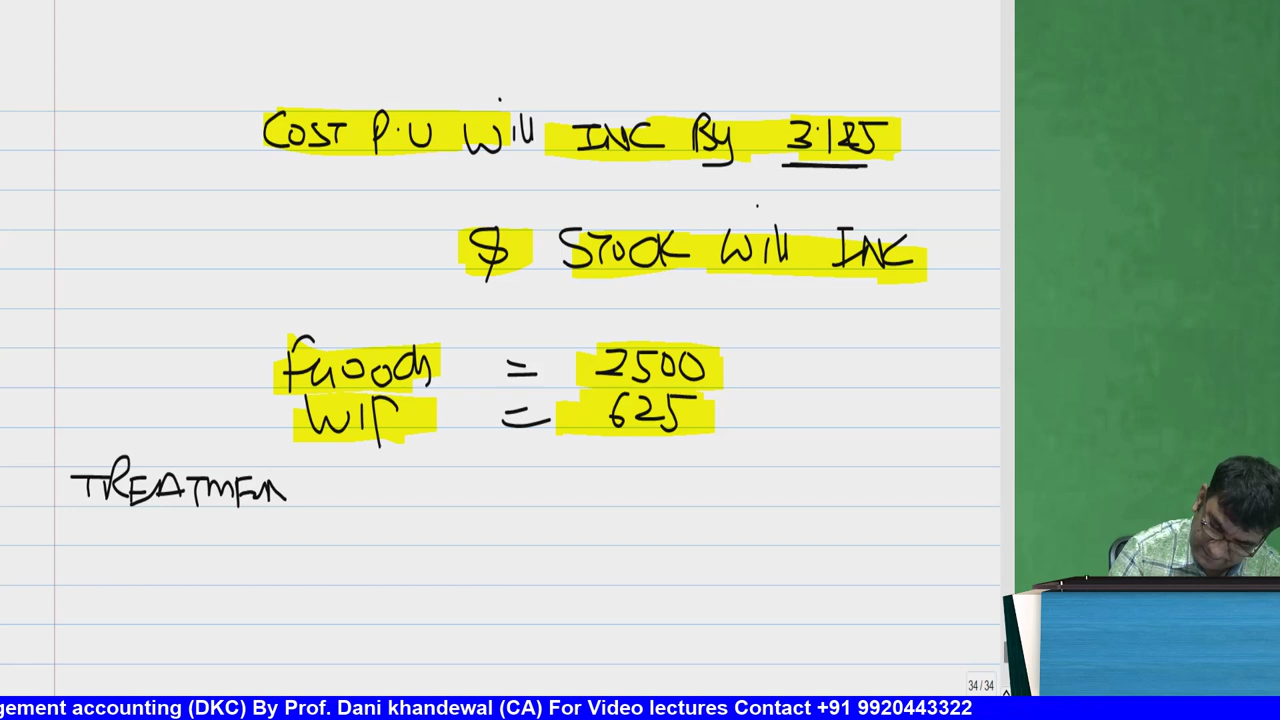 COST P.U Will INC By 3.125
$ STOCK Will INC
FGoods = 2500
WIP = 625
TREATMEN
34 / 34
gement accounting (DKC) By Prof. Dani khandewal (CA) For Video lectures Contact +91 9920443322